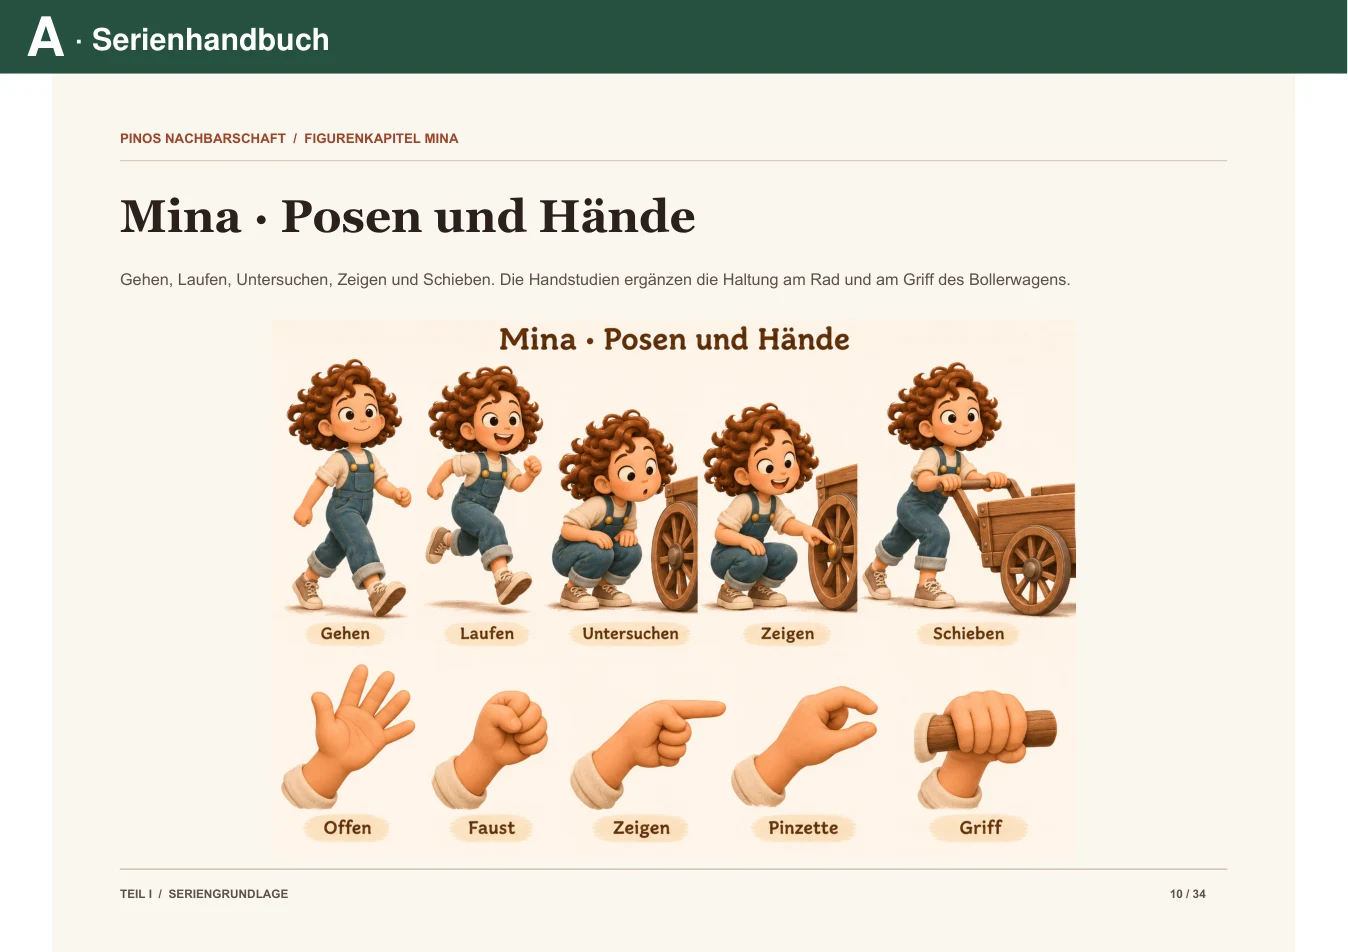 A · Serienhandbuch
PINOS NACHBARSCHAFT / FIGURENKAPITEL MINA
Mina · Posen und Hände
Gehen, Laufen, Untersuchen, Zeigen und Schieben. Die Handstudien ergänzen die Haltung am Rad und am Griff des Bollerwagens.
Mina · Posen und Hände
Gehen
Laufen
Untersuchen
Zeigen
Schieben
Offen
Faust
Zeigen
Pinzette
Griff
TEIL I / SERIENGRUNDLAGE
10 / 34